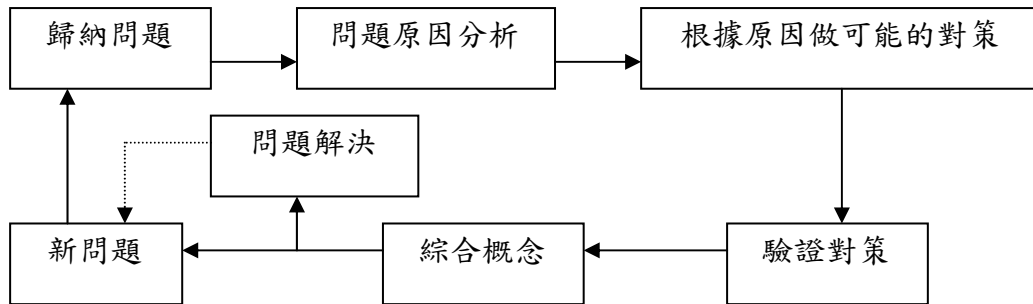 歸納問題
問題原因分析
根據原因做可能的對策
問題解決
新問題
綜合概念
驗證對策